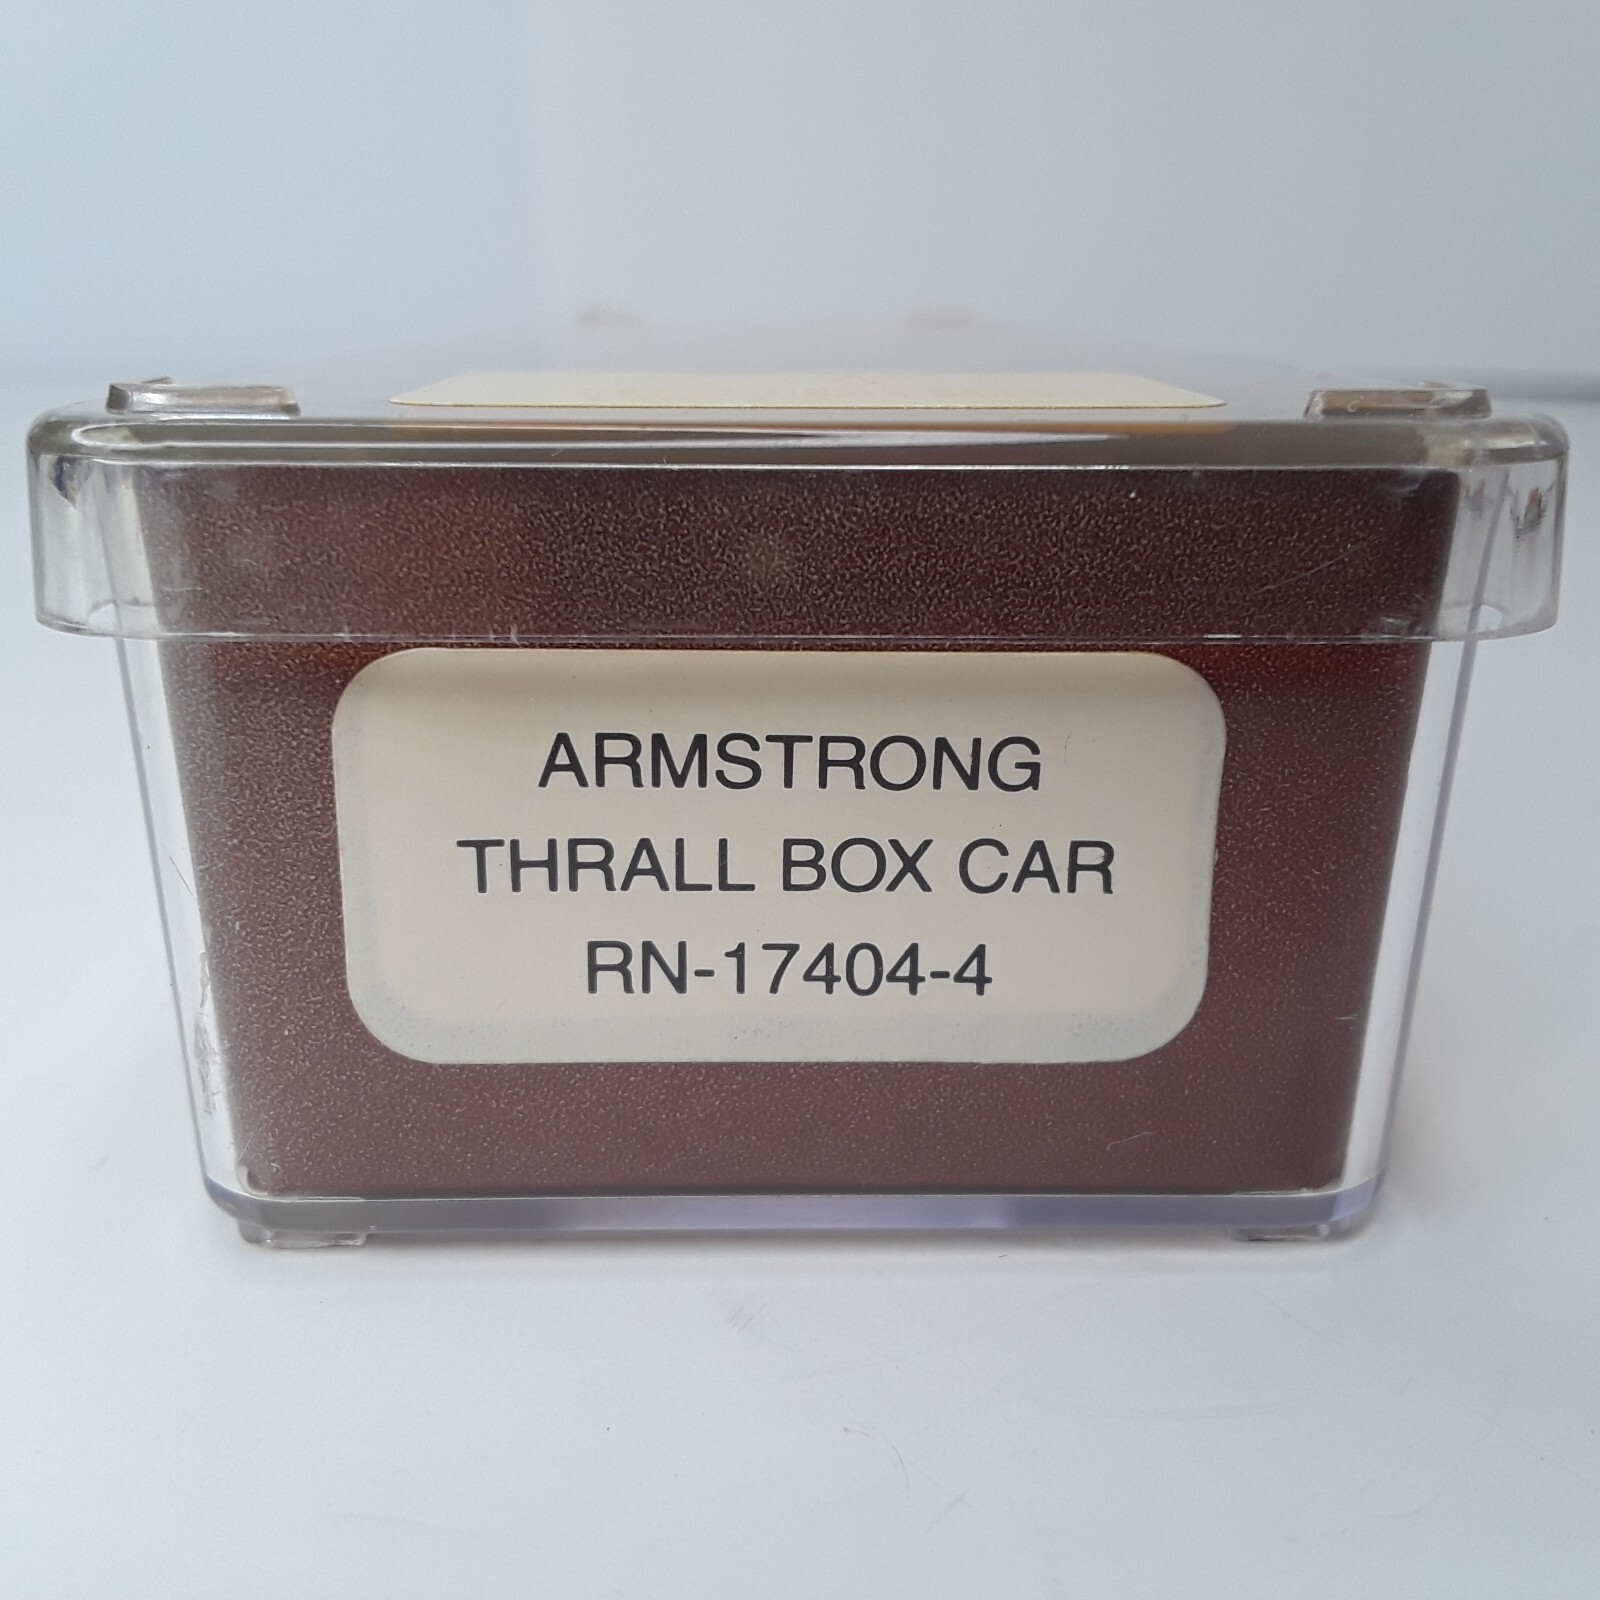 ARMSTRONG
THRALL BOX CAR
RN-17404-4